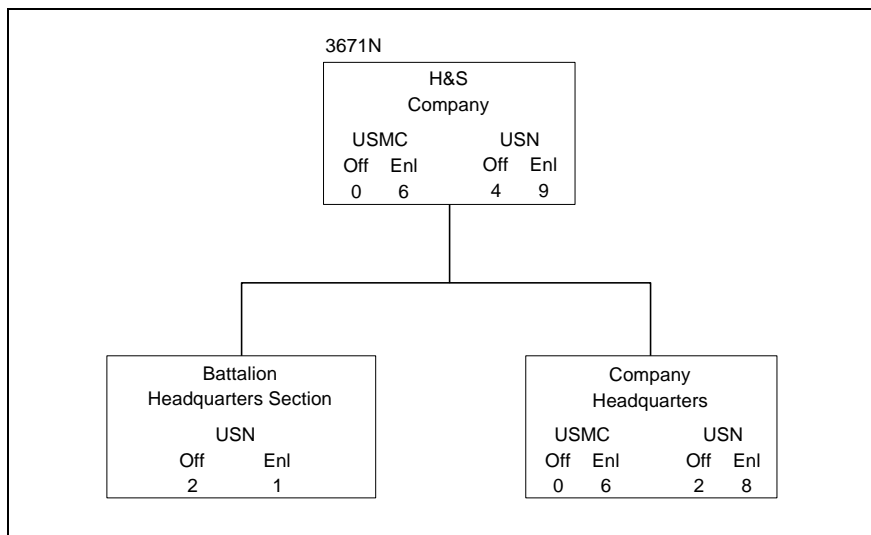 3671N
H&S
Company
USMC USN
Off Enl Off Enl
0 6 4 9
Battalion
Headquarters Section
USN
Off Enl
2 1
Company
Headquarters
USMC USN
Off Enl Off Enl
0 6 2 8